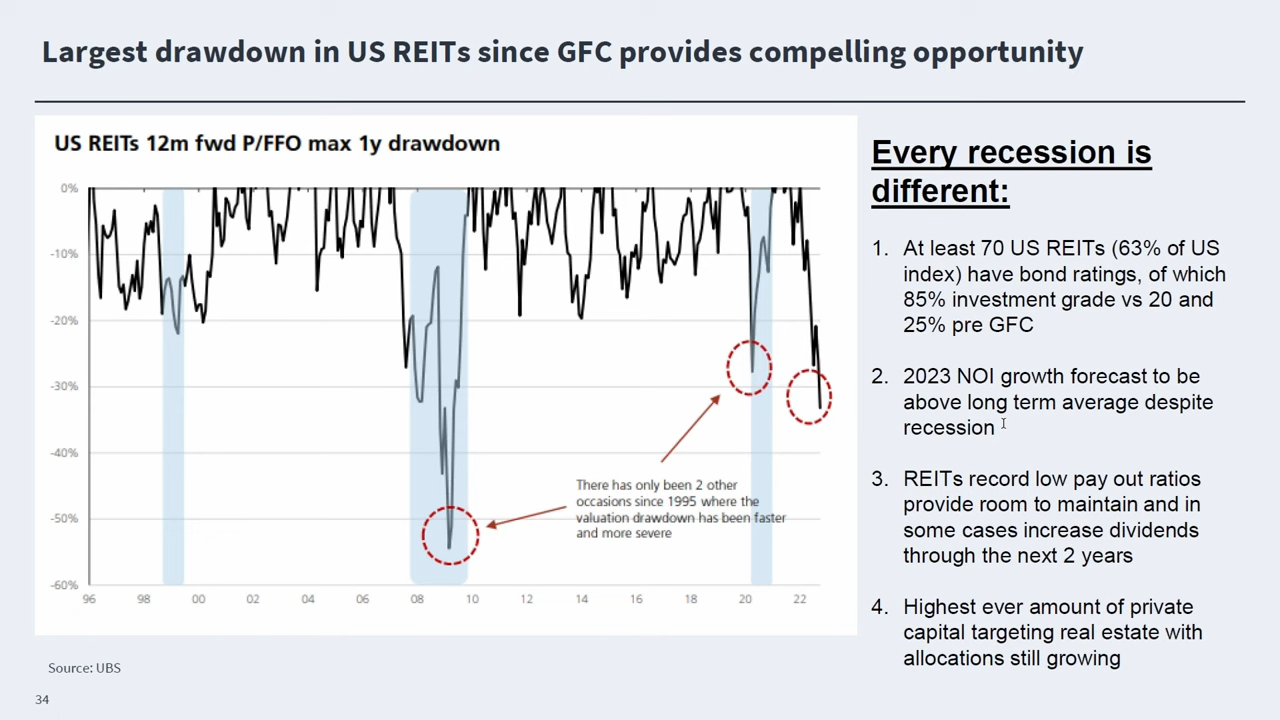 Largest drawdown in US REITs since GFC provides compelling opportunity
US REITs 12m fwd P/FFO max 1y drawdown
0%
-10%
-20%
-30%
-40%
-50%
-60%
96 98 00 02 04 06 08 10 12 14 16 18 20 22
There has only been 2 other
occasions since 1995 where the
valuation drawdown has been faster
and more severe
Every recession is
different:
1. At least 70 US REITs (63% of US
index) have bond ratings, of which
85% investment grade vs 20 and
25% pre GFC
2. 2023 NOI growth forecast to be
above long term average despite
recession
3. REITs record low pay out ratios
provide room to maintain and in
some cases increase dividends
through the next 2 years
4. Highest ever amount of private
capital targeting real estate with
allocations still growing
Source: UBS
34